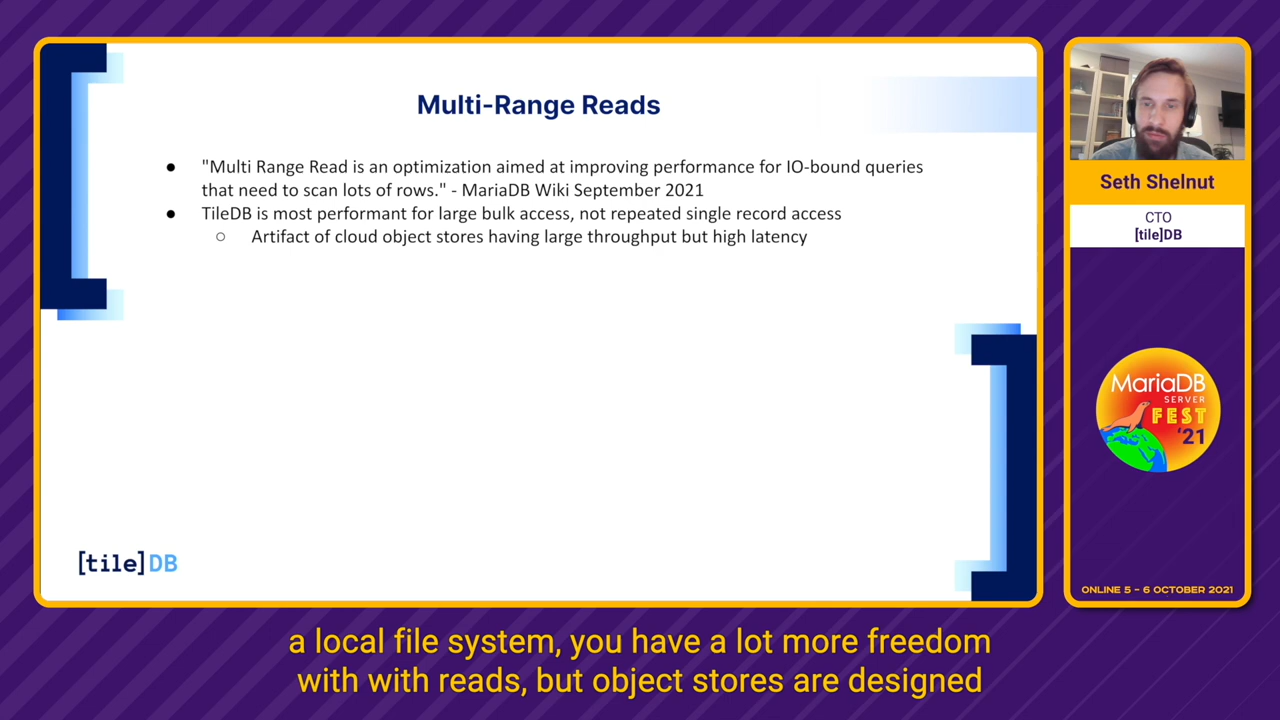 Multi-Range Reads
● "Multi Range Read is an optimization aimed at improving performance for IO-bound queries
that need to scan lots of rows." - MariaDB Wiki September 2021
● TileDB is most performant for large bulk access, not repeated single record access
○ Artifact of cloud object stores having large throughput but high latency
[tile]DB
Seth Shelnut
CTO
[tile]DB
MariaDB
SERVER
FEST
'21
ONLINE 5 – 6 OCTOBER 2021
a local file system, you have a lot more freedom
with with reads, but object stores are designed